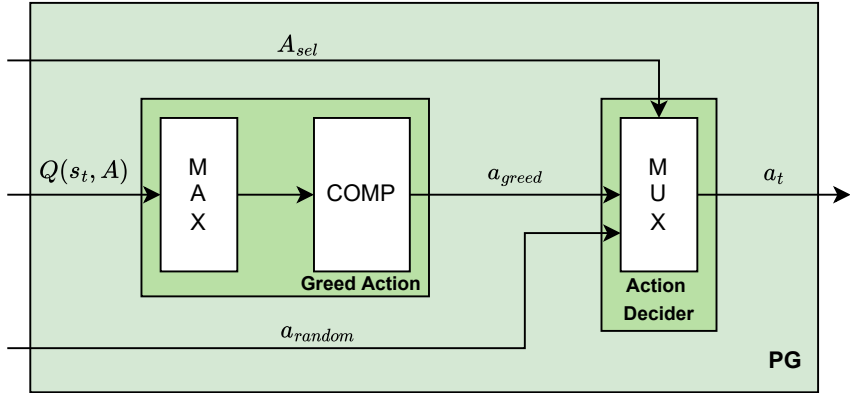 A_sel
Q(s_t, A)
M
A
X
COMP
a_greed
M
U
X
a_t
Greed Action
Action
Decider
a_random
PG